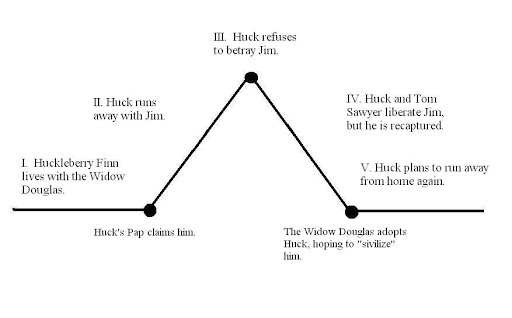 III.  Huck refuses
to betray Jim.
II. Huck runs
away with Jim.
IV. Huck and Tom
Sawyer liberate Jim,
but he is recaptured.
I.  Huckleberry Finn
lives with the Widow
Douglas.
V. Huck plans to run away
from home again.
Huck's Pap claims him.
The Widow Douglas adopts
Huck, hoping to "sivilize"
him.